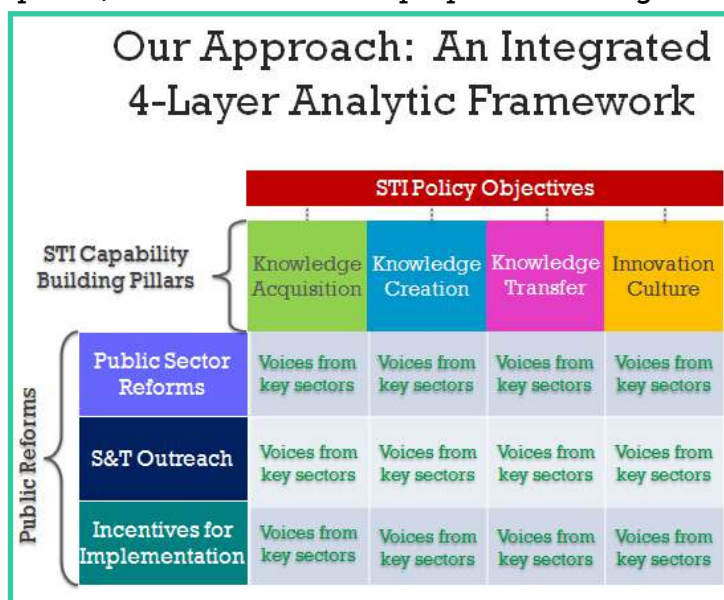 Our Approach: An Integrated
4-Layer Analytic Framework
STI Policy Objectives
STI Capability
Building Pillars
Knowledge
Acquisition
Knowledge
Creation
Knowledge
Transfer
Innovation
Culture
Public Reforms
Public Sector
Reforms
Voices from
key sectors
Voices from
key sectors
Voices from
key sectors
Voices from
key sectors
S&T Outreach
Voices from
key sectors
Voices from
key sectors
Voices from
key sectors
Voices from
key sectors
Incentives for
Implementation
Voices from
key sectors
Voices from
key sectors
Voices from
key sectors
Voices from
key sectors